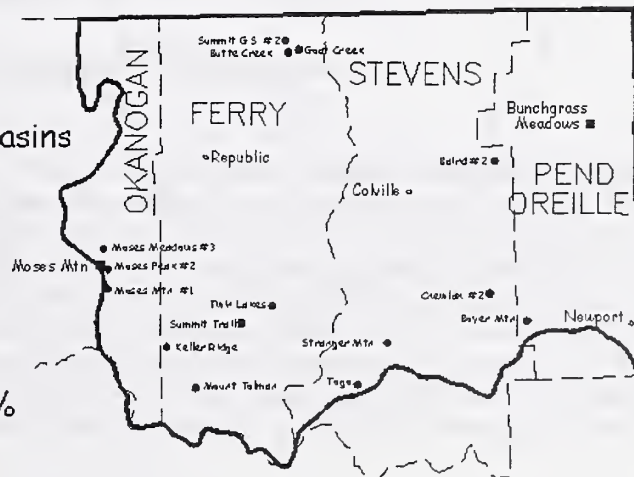 Summit G.S. #2
Butte Creek
Goat Creek
OKANOGAN
STEVENS
FERRY
Bunchgrass
Meadows
asins
Republic
Baird #2
Colville
PEND
OREILLE
Moses Meadows #3
Moses Mtn
Moses Peak #2
Moses Mtn #1
Chewelah #2
Twin Lakes
Boyer Mtn
Newport
Summit Trail
Stranger Mtn
Keller Ridge
%
Mount Tolman
Togo